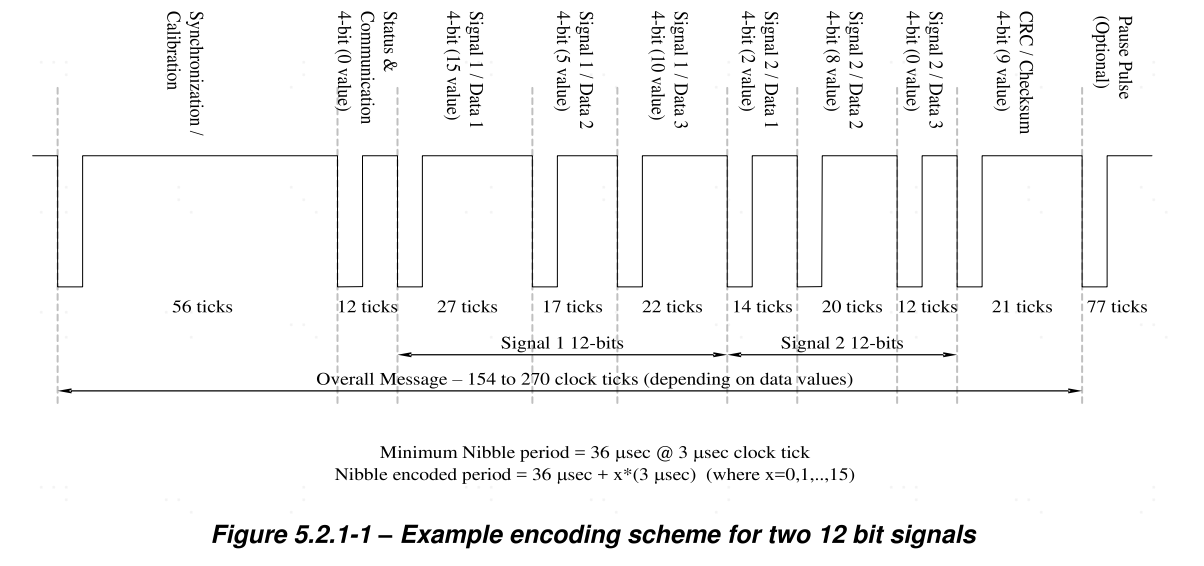 Synchronization /
Calibration
Status &
Communication
4-bit (0 value)
Signal 1 / Data 1
4-bit (15 value)
Signal 1 / Data 2
4-bit (5 value)
Signal 1 / Data 3
4-bit (10 value)
Signal 2 / Data 1
4-bit (2 value)
Signal 2 / Data 2
4-bit (8 value)
Signal 2 / Data 3
4-bit (0 value)
CRC / Checksum
4-bit (9 value)
Pause Pulse
(Optional)
56 ticks
12 ticks
27 ticks
17 ticks
22 ticks
14 ticks
20 ticks
12 ticks
21 ticks
77 ticks
Signal 1 12-bits
Signal 2 12-bits
Overall Message – 154 to 270 clock ticks (depending on data values)
Minimum Nibble period = 36 μsec @ 3 μsec clock tick
Nibble encoded period = 36 μsec + x*(3 μsec) (where x=0,1,..,15)
Figure 5.2.1-1 – Example encoding scheme for two 12 bit signals